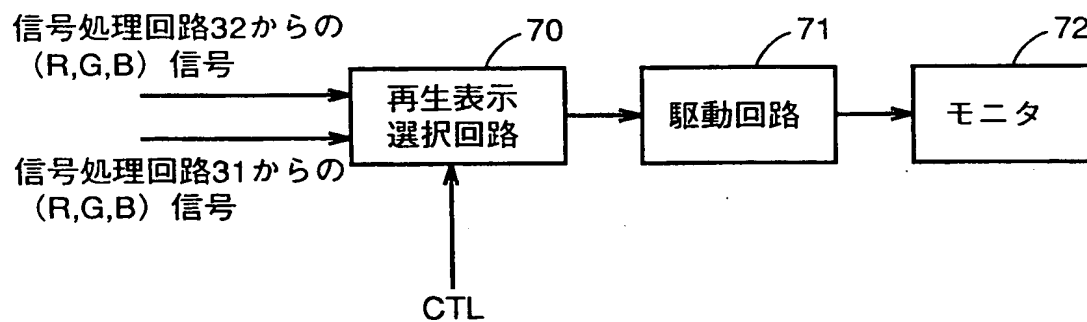 信号処理回路32からの
（R,G,B）信号
70
71
72
再生表示
選択回路
駆動回路
モニタ
信号処理回路31からの
（R,G,B）信号
CTL